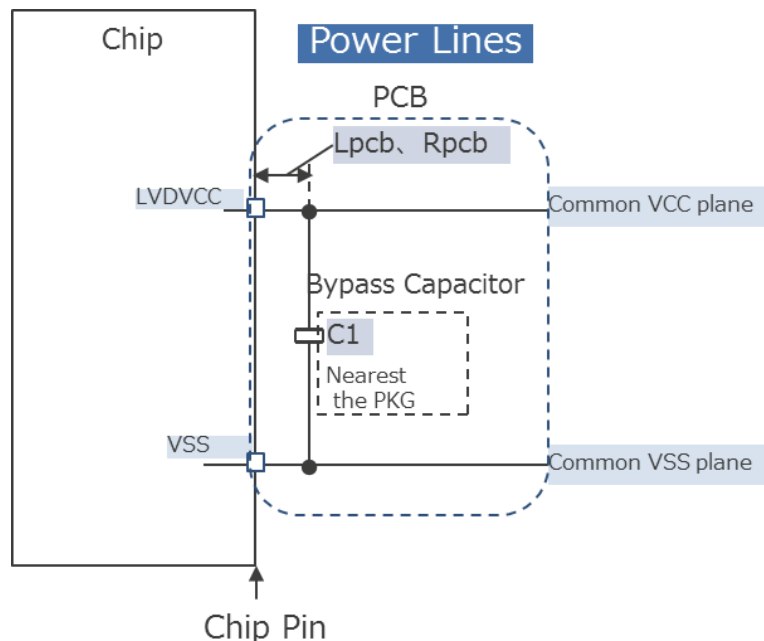 Chip
Power Lines
PCB
Lpcb、Rpcb
LVDVCC
Common VCC plane
Bypass Capacitor
C1
Nearest
the PKG
VSS
Common VSS plane
Chip Pin